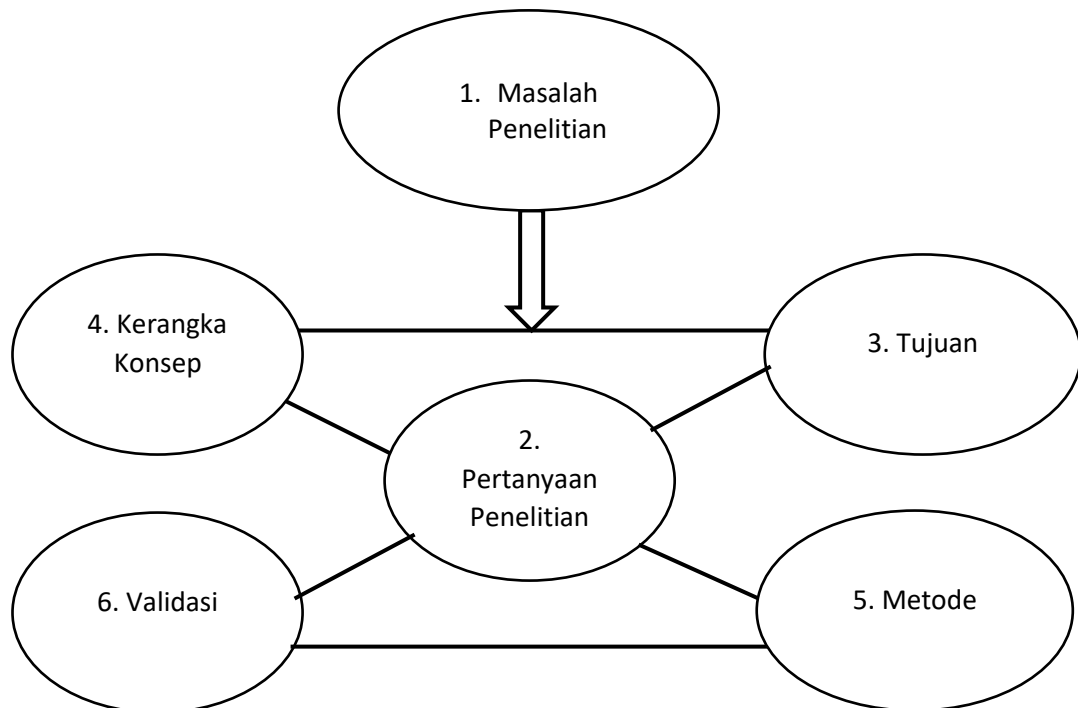 1. Masalah
Penelitian
4. Kerangka
Konsep
3. Tujuan
2.
Pertanyaan
Penelitian
6. Validasi
5. Metode